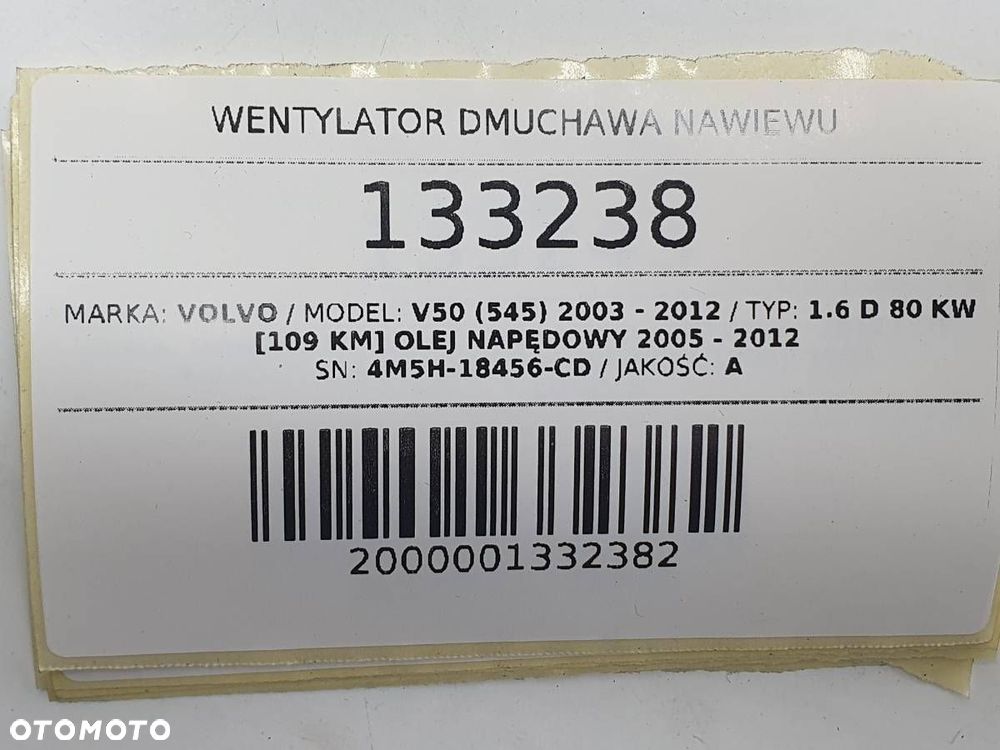 WENTYLATOR DMUCHAWA NAWIEWU
133238
MARKA: VOLVO / MODEL: V50 (545) 2003 - 2012 / TYP: 1.6 D 80 KW
[109 KM] OLEJ NAPĘDOWY 2005 - 2012
SN: 4M5H-18456-CD / JAKOŚĆ: A
2000001332382
OTOMOTO